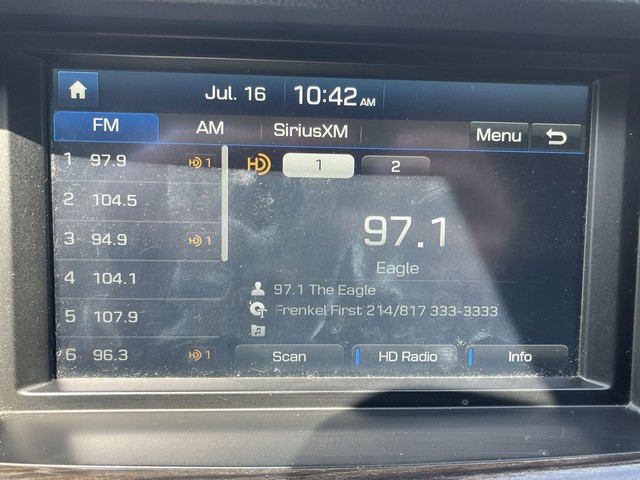 Jul. 16 10:42 AM
FM AM SiriusXM Menu
1 97.9 HD 1
2 104.5
3 94.9 HD 1
4 104.1
5 107.9
6 96.3 HD 1
HD 1 2
97.1
Eagle
97.1 The Eagle
Frenkel First 214/817 333-3333
Scan HD Radio Info